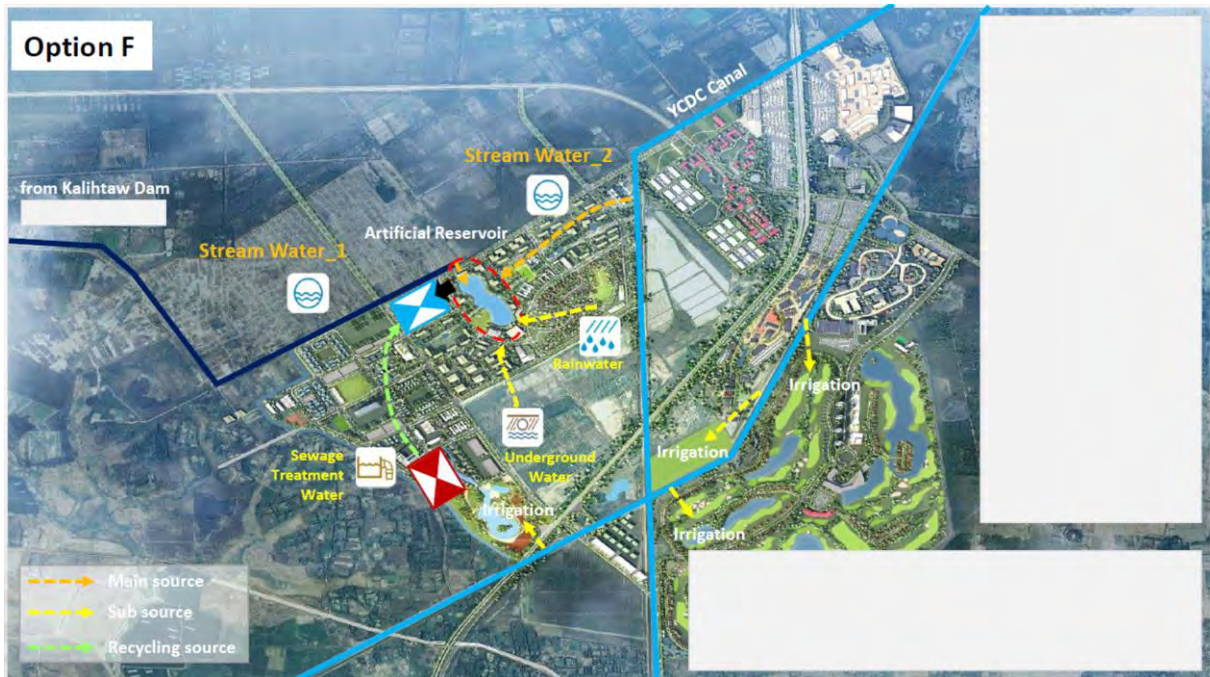 Option F
YCDC Canal
Stream Water_2
from Kalihtaw Dam
Artificial Reservoir
Stream Water_1
Rainwater
Irrigation
Irrigation
Sewage
Treatment
Water
Underground
Water
Irrigation
Irrigation
Main source
Sub source
Recycling source